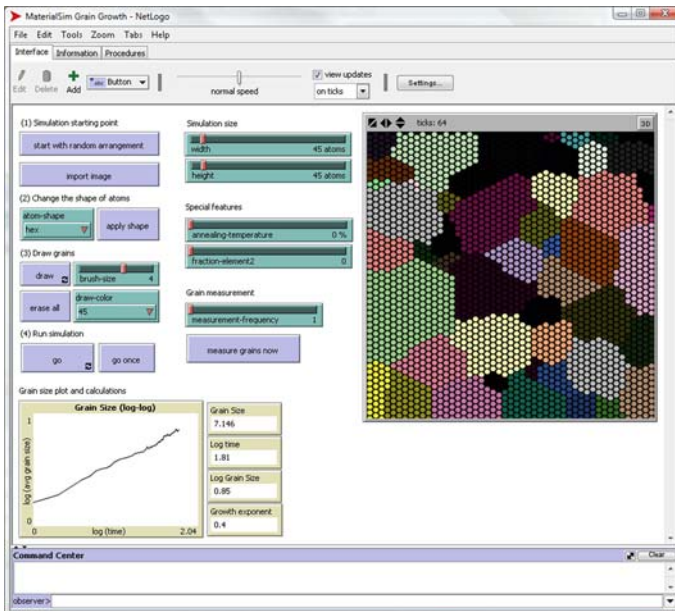 MaterialSim Grain Growth - NetLogo
File Edit Tools Zoom Tabs Help
Interface Information Procedures
Edit Delete Add abc Button normal speed view updates on ticks Settings...
(1) Simulation starting point
start with random arrangement
import image
(2) Change the shape of atoms
atom-shape
hex
apply shape
(3) Draw grains
draw
brush-size 4
erase all
draw-color
45
(4) Run simulation
go
go once
Simulation size
width 45 atoms
height 45 atoms
Special features
annealing-temperature 0 %
fraction-element2 0
Grain measurement
measurement-frequency 1
measure grains now
ticks: 64 3D
Grain size plot and calculations
Grain Size (log-log)
1
log (avg grain size)
0
0 log (time) 2.04
Grain Size
7.146
Log time
1.81
Log Grain Size
0.85
Growth exponent
0.4
Command Center Clear
observer>